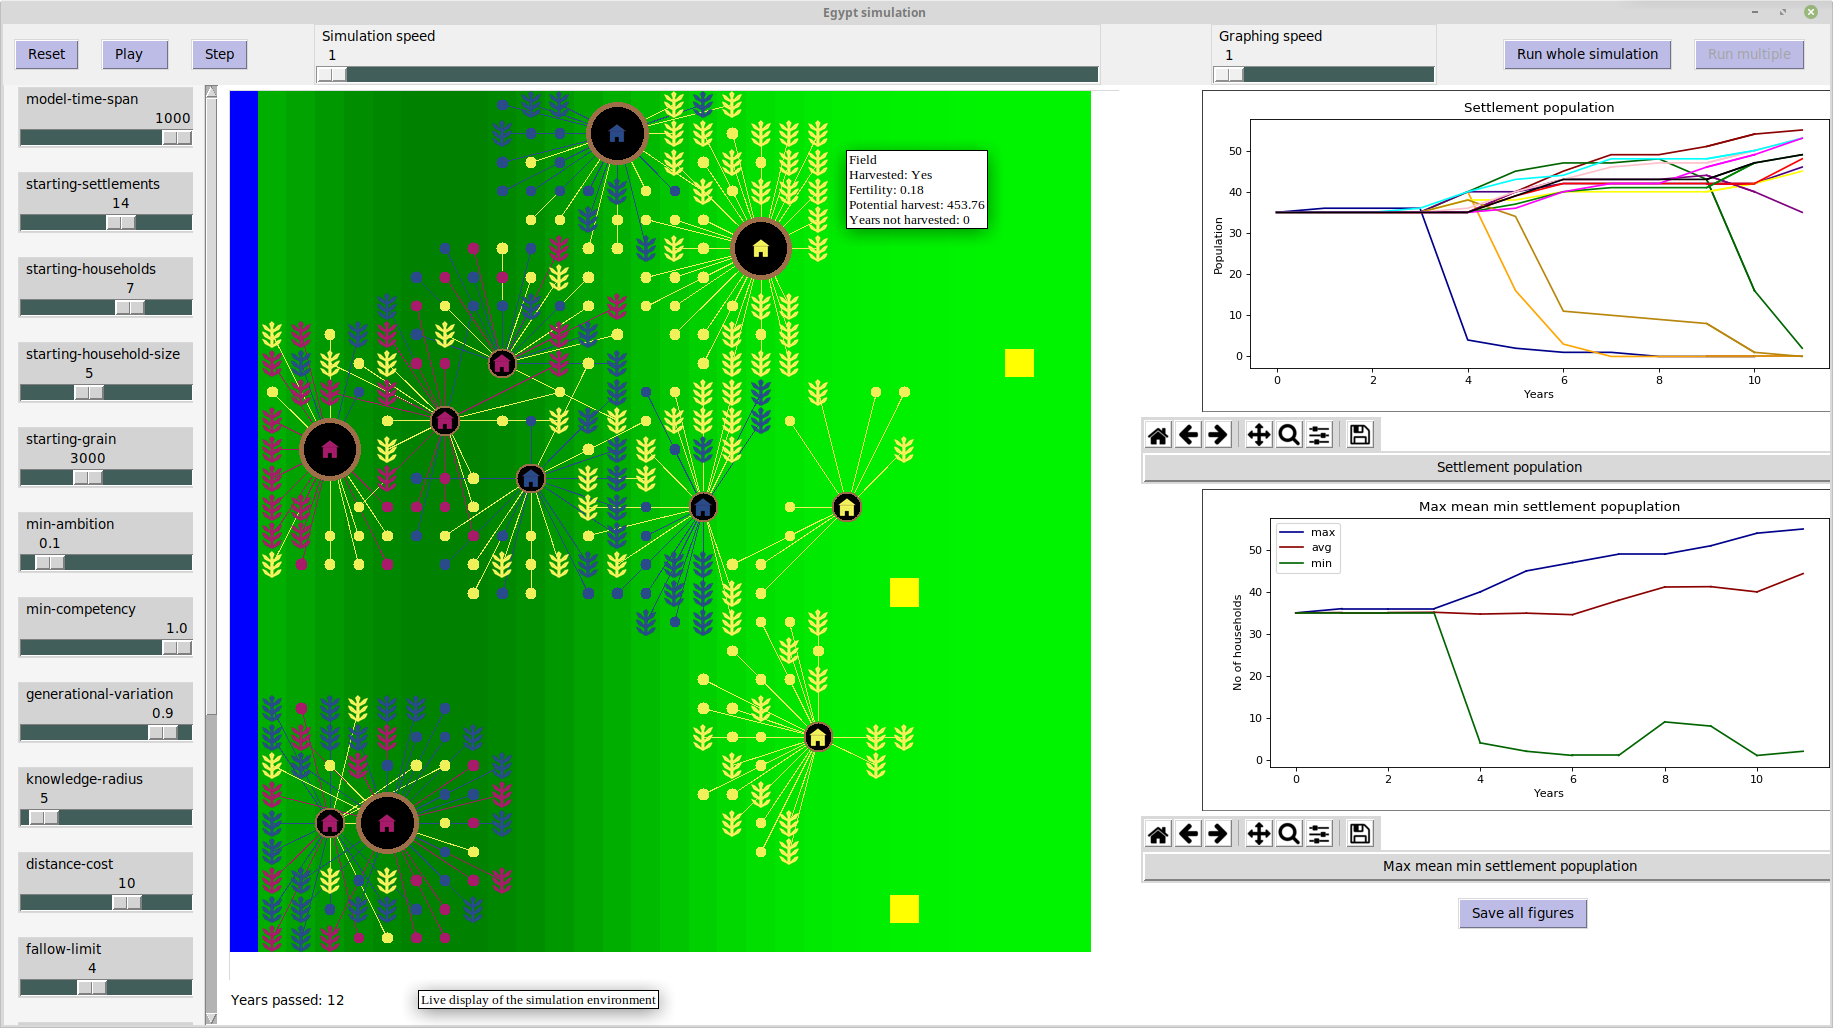 Egypt simulation
Reset
Play
Step
Simulation speed
1
Graphing speed
1
Run whole simulation
Run multiple
model-time-span
1000
starting-settlements
14
starting-households
7
starting-household-size
5
starting-grain
3000
min-ambition
0.1
min-competency
1.0
generational-variation
0.9
knowledge-radius
5
distance-cost
10
fallow-limit
4
Field
Harvested: Yes
Fertility: 0.18
Potential harvest: 453.76
Years not harvested: 0
Years passed: 12
Live display of the simulation environment
Settlement population
Population
50
40
30
20
10
0
0 2 4 6 8 10
Years
Settlement population
Max mean min settlement popuplation
max
avg
min
No of households
50
40
30
20
10
0
0 2 4 6 8 10
Years
Max mean min settlement popuplation
Save all figures